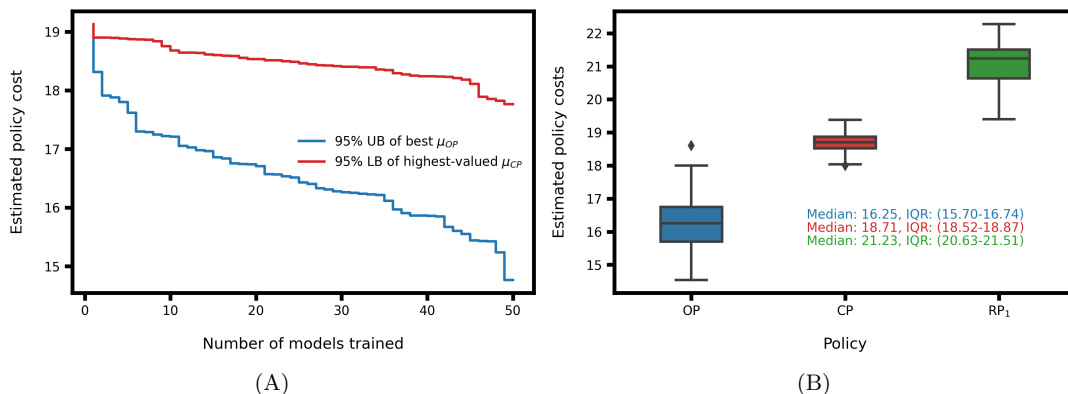 19
18
17
16
15
Estimated policy cost
95% UB of best μOP
95% LB of highest-valued μCP
0
10
20
30
40
50
Number of models trained
(A)
22
21
20
19
18
17
16
15
Estimated policy costs
Median: 16.25, IQR: (15.70-16.74)
Median: 18.71, IQR: (18.52-18.87)
Median: 21.23, IQR: (20.63-21.51)
OP
CP
RP₁
Policy
(B)